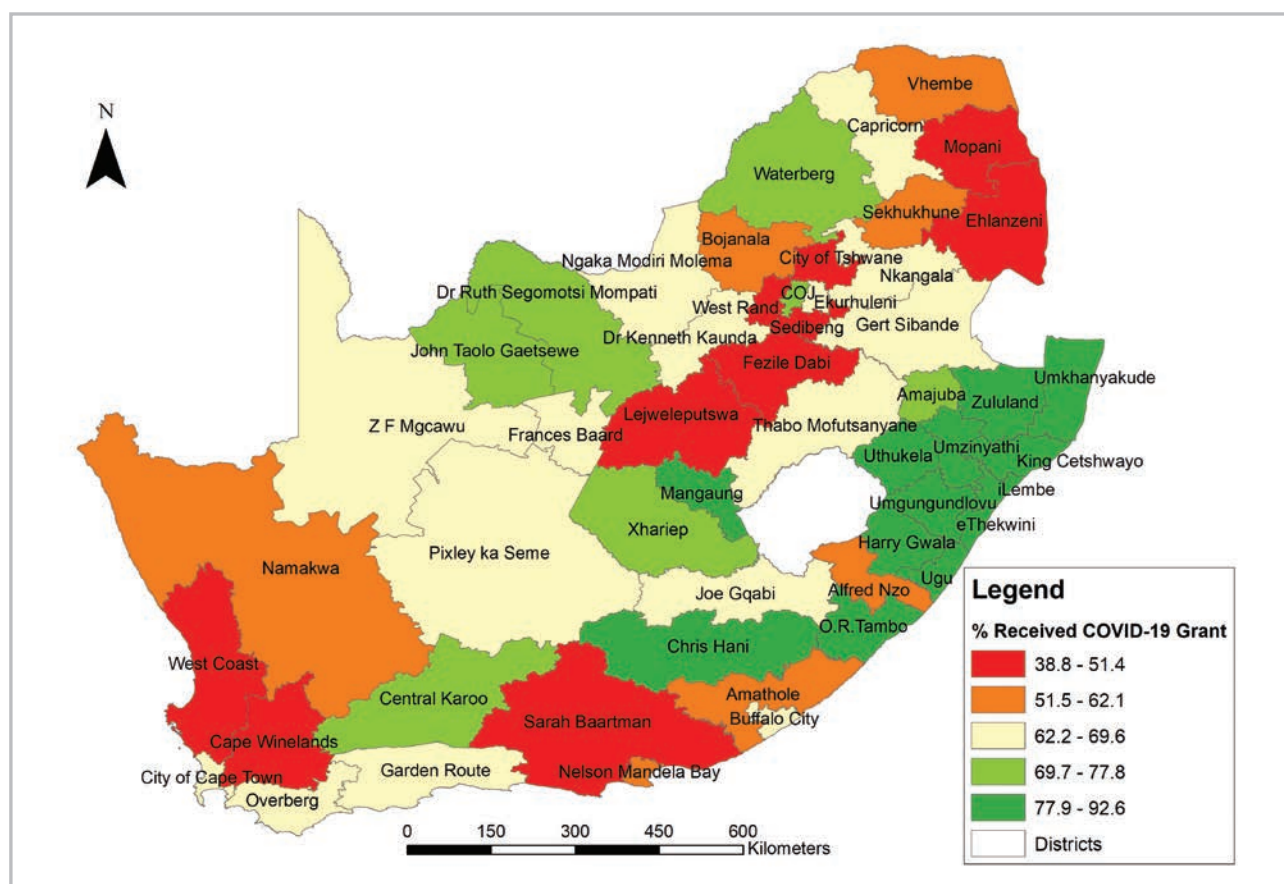 N
Vhembe
Capricorn
Mopani
Waterberg
Sekhukhune
Ehlanzeni
Bojanala
Ngaka Modiri Molema
City of Tshwane
Nkangala
Dr Ruth Segomotsi Mompati
West Rand
COJ
Ekurhuleni
Sedibeng
Gert Sibande
Dr Kenneth Kaunda
John Taolo Gaetsewe
Fezile Dabi
Umkhanyakude
Amajuba
Zululand
Lejweleputswa
Z F Mgcawu
Frances Baard
Thabo Mofutsanyane
Uthukela
Umzinyathi
King Cetshwayo
Mangaung
iLembe
Umgungundlovu
eThekwini
Xhariep
Harry Gwala
Pixley ka Seme
Namakwa
Ugu
Alfred Nzo
Joe Gqabi
O.R.Tambo
Chris Hani
West Coast
Central Karoo
Amathole
Sarah Baartman
Buffalo City
Cape Winelands
City of Cape Town
Garden Route
Nelson Mandela Bay
Overberg
0 150 300 450 600
Kilometers
Legend
% Received COVID-19 Grant
38.8 - 51.4
51.5 - 62.1
62.2 - 69.6
69.7 - 77.8
77.9 - 92.6
Districts